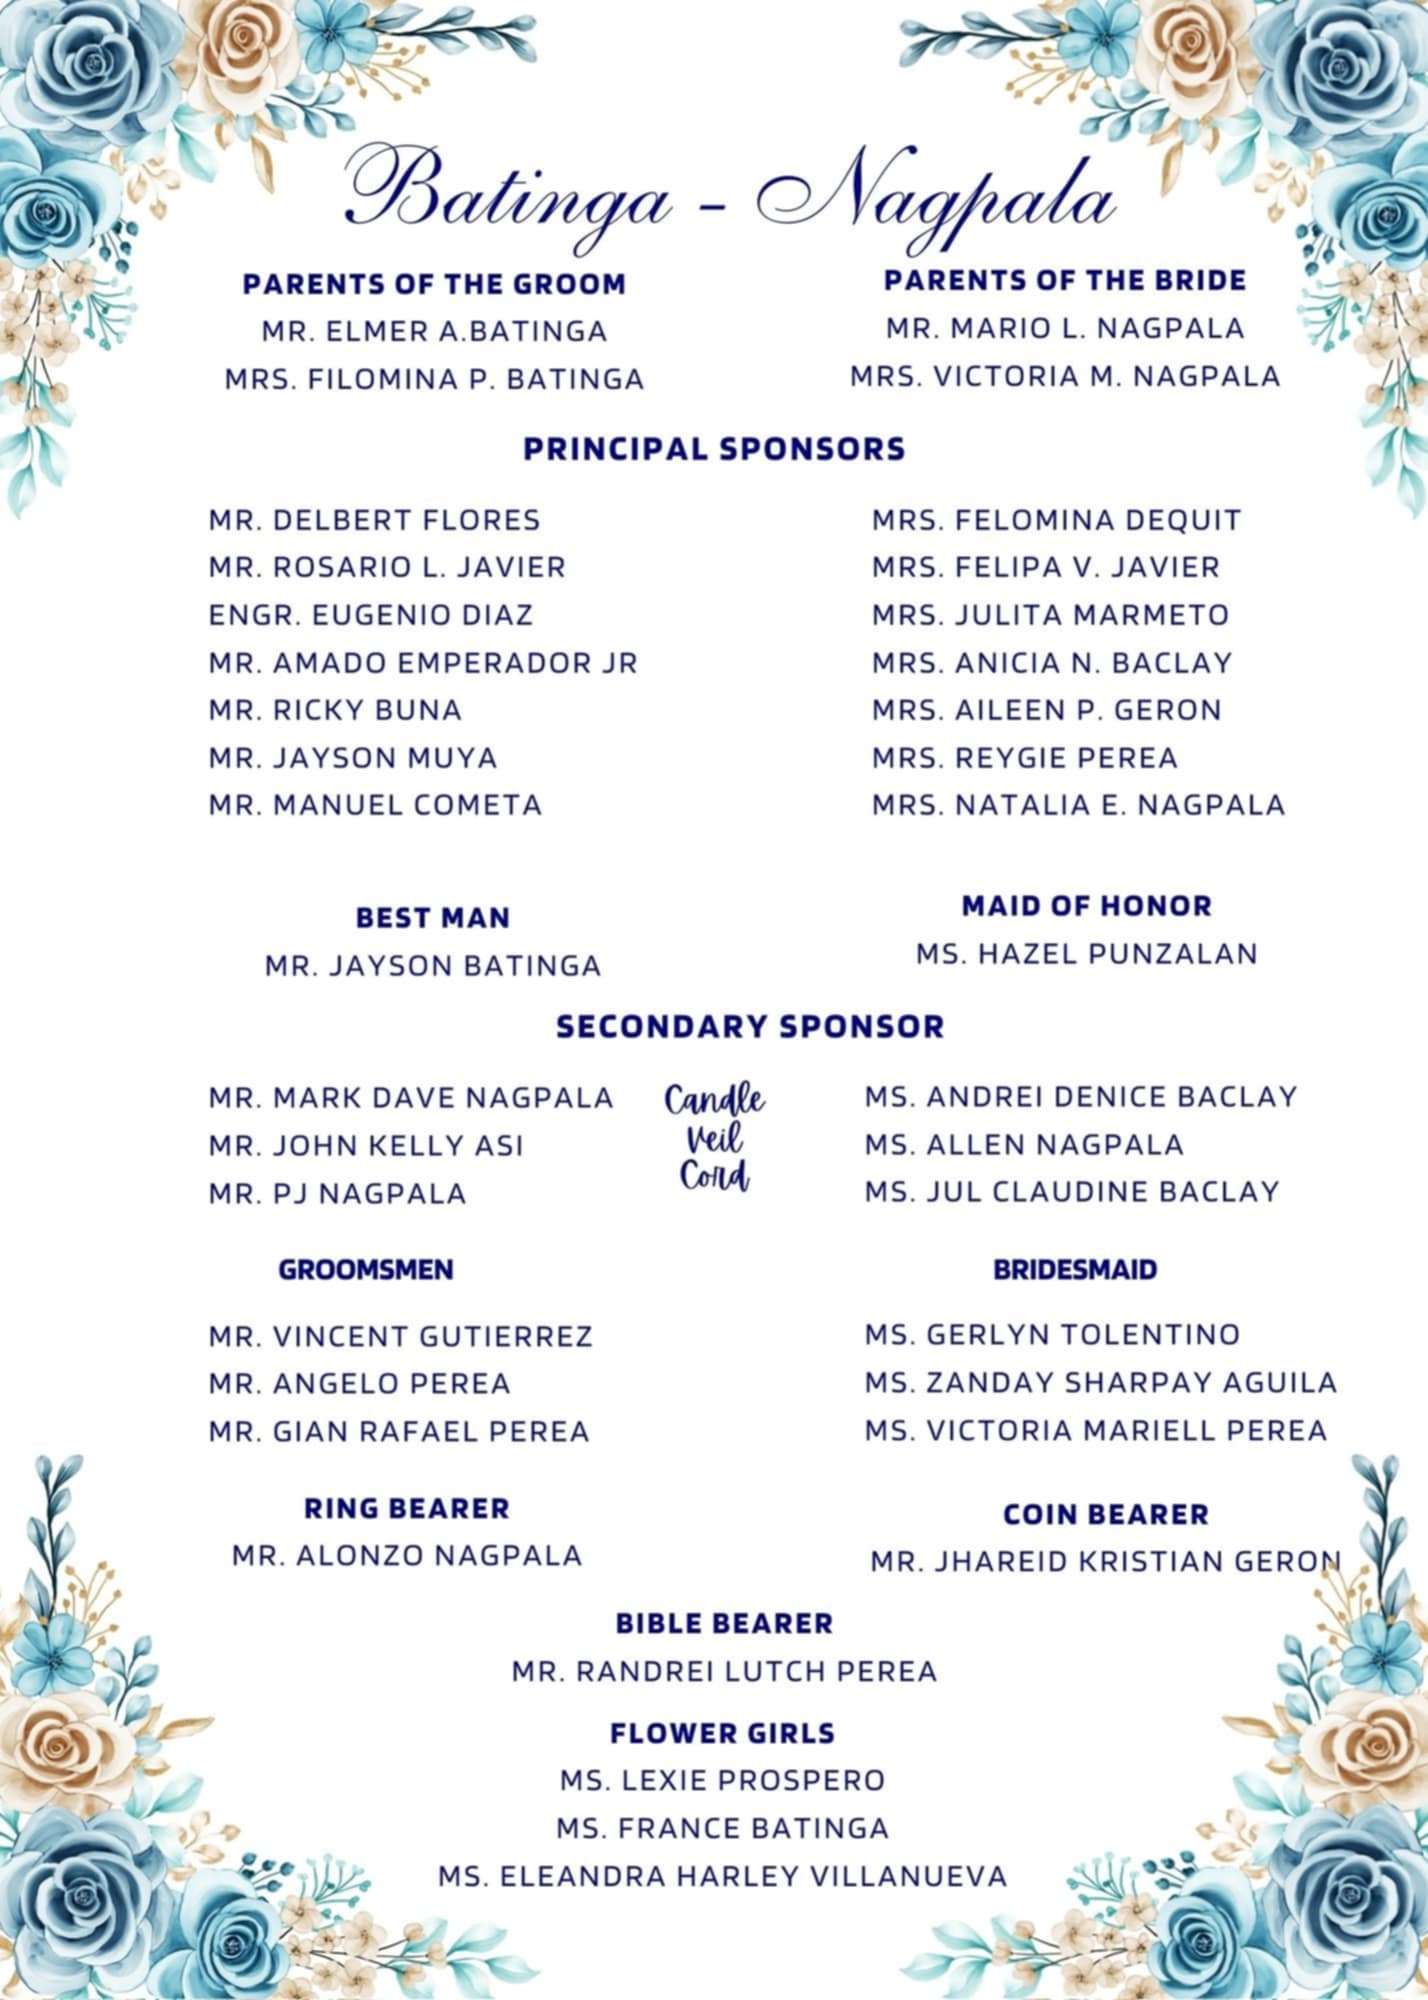 Batinga - Nagpala
PARENTS OF THE GROOM
MR. ELMER A.BATINGA
MRS. FILOMINA P. BATINGA
PARENTS OF THE BRIDE
MR. MARIO L. NAGPALA
MRS. VICTORIA M. NAGPALA
PRINCIPAL SPONSORS
MR. DELBERT FLORES
MR. ROSARIO L. JAVIER
ENGR. EUGENIO DIAZ
MR. AMADO EMPERADOR JR
MR. RICKY BUNA
MR. JAYSON MUYA
MR. MANUEL COMETA
MRS. FELOMINA DEQUIT
MRS. FELIPA V. JAVIER
MRS. JULITA MARMETO
MRS. ANICIA N. BACLAY
MRS. AILEEN P. GERON
MRS. REYGIE PEREA
MRS. NATALIA E. NAGPALA
BEST MAN
MR. JAYSON BATINGA
MAID OF HONOR
MS. HAZEL PUNZALAN
SECONDARY SPONSOR
MR. MARK DAVE NAGPALA
MR. JOHN KELLY ASI
MR. PJ NAGPALA
Candle
Veil
Cord
MS. ANDREI DENICE BACLAY
MS. ALLEN NAGPALA
MS. JUL CLAUDINE BACLAY
GROOMSMEN
MR. VINCENT GUTIERREZ
MR. ANGELO PEREA
MR. GIAN RAFAEL PEREA
BRIDESMAID
MS. GERLYN TOLENTINO
MS. ZANDAY SHARPAY AGUILA
MS. VICTORIA MARIELL PEREA
RING BEARER
MR. ALONZO NAGPALA
COIN BEARER
MR. JHAREID KRISTIAN GERON
BIBLE BEARER
MR. RANDREI LUTCH PEREA
FLOWER GIRLS
MS. LEXIE PROSPERO
MS. FRANCE BATINGA
MS. ELEANDRA HARLEY VILLANUEVA